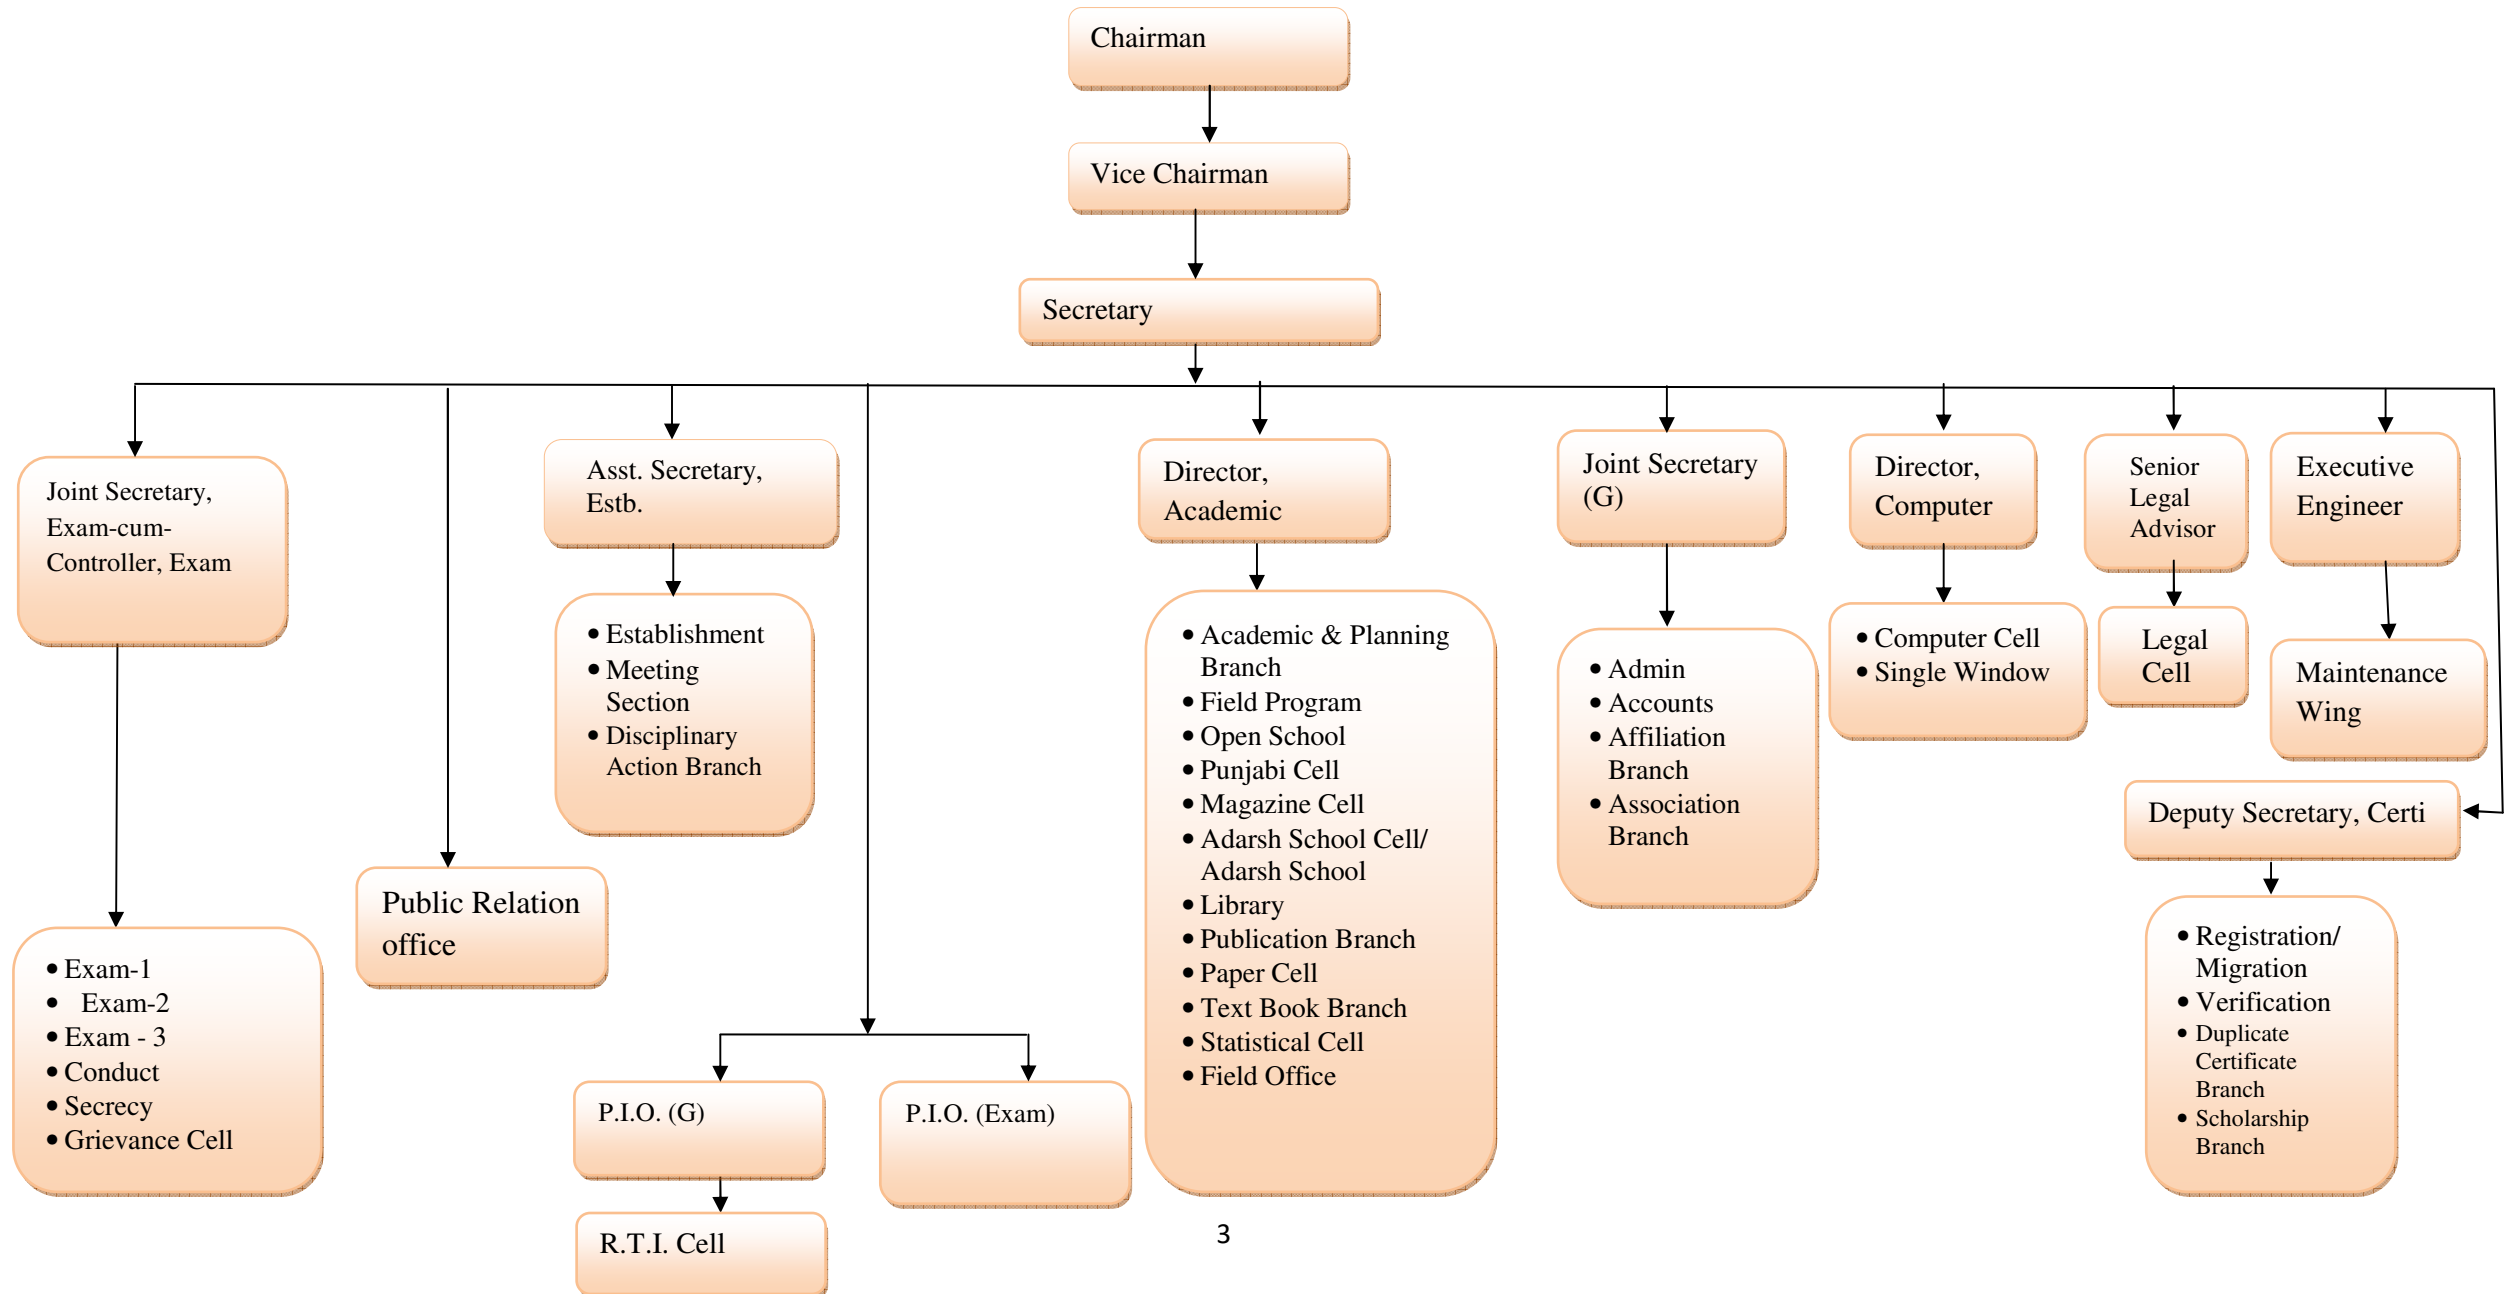 Chairman
Vice Chairman
Secretary
Joint Secretary,
Exam-cum-
Controller, Exam
Asst. Secretary,
Estb.
Director,
Academic
Joint Secretary
(G)
Director,
Computer
Senior
Legal
Advisor
Executive
Engineer
• Establishment
• Meeting
Section
• Disciplinary
Action Branch
• Academic & Planning
Branch
• Field Program
• Open School
• Punjabi Cell
• Magazine Cell
• Adarsh School Cell/
Adarsh School
• Library
• Publication Branch
• Paper Cell
• Text Book Branch
• Statistical Cell
• Field Office
• Admin
• Accounts
• Affiliation
Branch
• Association
Branch
• Computer Cell
• Single Window
Legal
Cell
Maintenance
Wing
Deputy Secretary, Certi
Public Relation
office
• Exam-1
• Exam-2
• Exam - 3
• Conduct
• Secrecy
• Grievance Cell
• Registration/
Migration
• Verification
• Duplicate
Certificate
Branch
• Scholarship
Branch
P.I.O. (G)
P.I.O. (Exam)
R.T.I. Cell
3